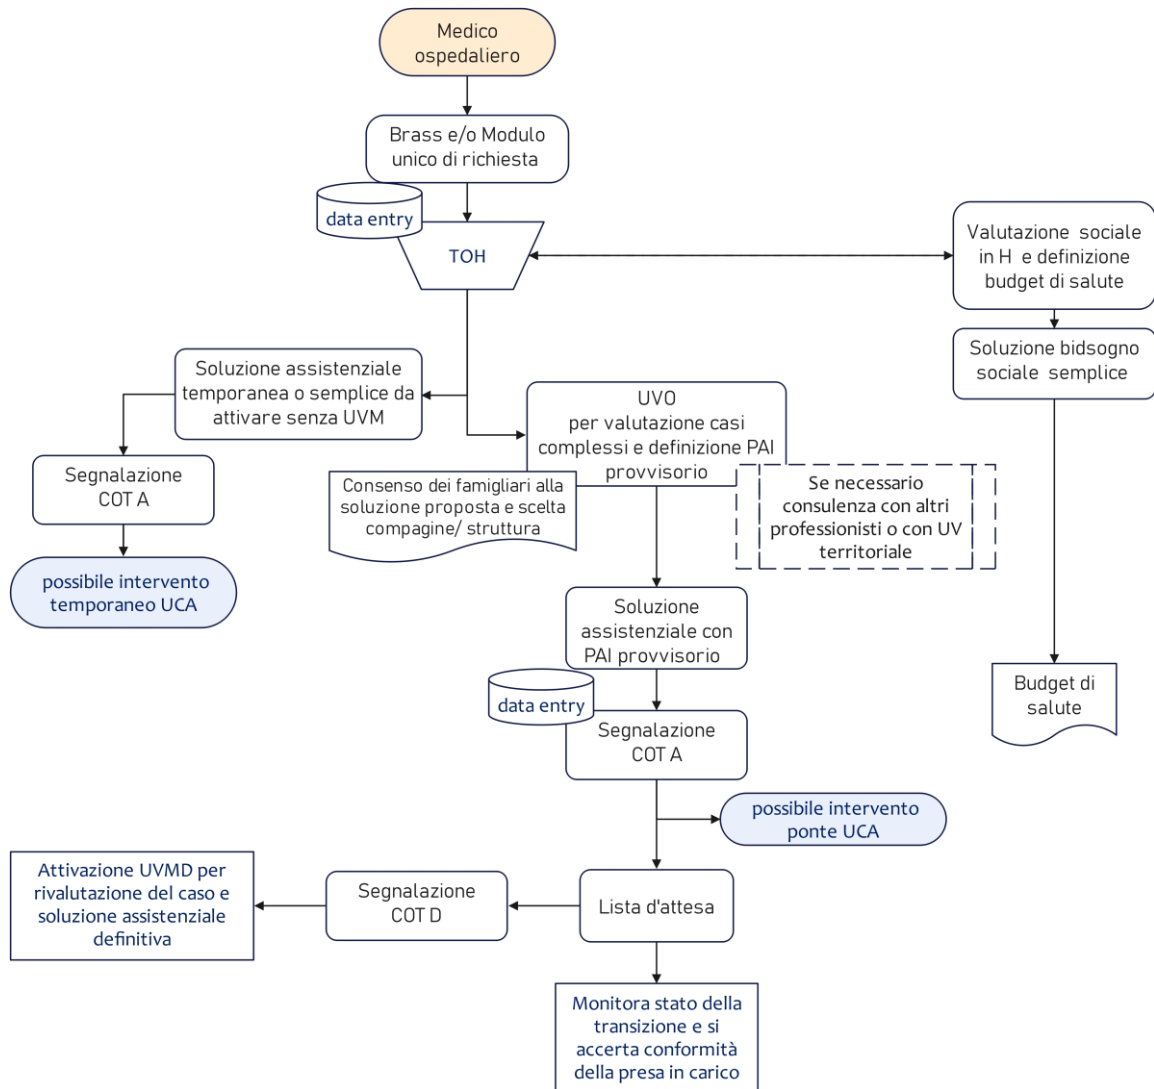 Medico
ospedaliero
Brass e/o Modulo
unico di richiesta
data entry
TOH
Valutazione sociale
in H e definizione
budget di salute
Soluzione bidsogno
sociale semplice
Soluzione assistenziale
temporanea o semplice da
attivare senza UVM
UVO
per valutazione casi
complessi e definizione PAI
provvisorio
Segnalazione
COT A
Consenso dei famigliari alla
soluzione proposta e scelta
compagine/ struttura
Se necessario
consulenza con altri
professionisti o con UV
territoriale
possibile intervento
temporaneo UCA
Soluzione
assistenziale con
PAI provvisorio
Budget di
salute
data entry
Segnalazione
COT A
possibile intervento
ponte UCA
Attivazione UVMD per
rivalutazione del caso e
soluzione assistenziale
definitiva
Segnalazione
COT D
Lista d'attesa
Monitora stato della
transizione e si
accerta conformità
della presa in carico